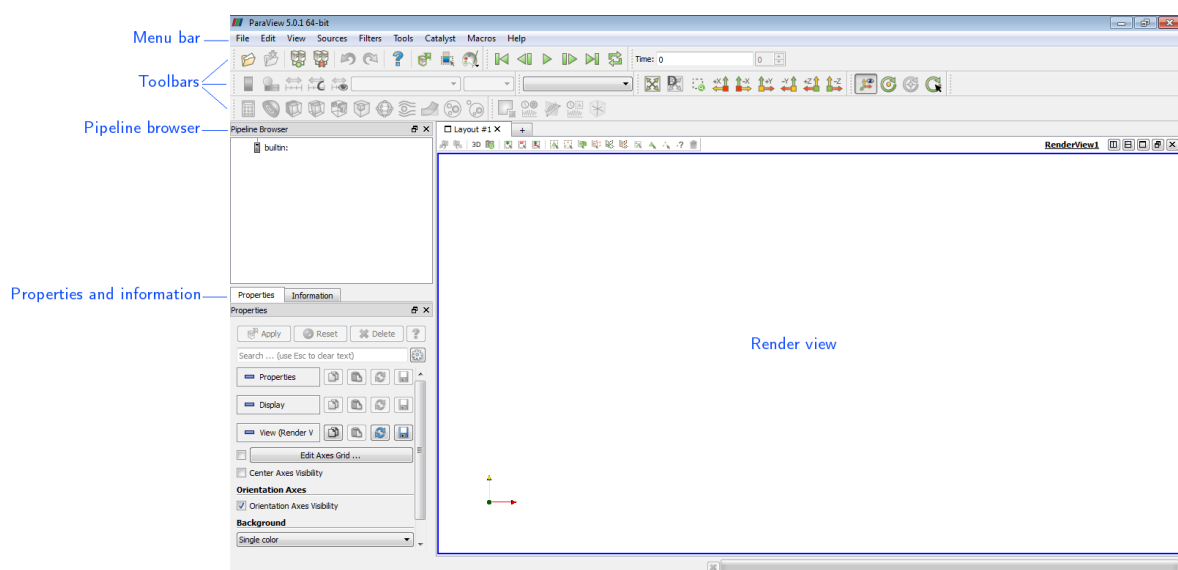 ParaView 5.0.1 64-bit
Menu bar
File Edit View Sources Filters Tools Catalyst Macros Help
Time: 0 0
Toolbars
Pipeline browser
Pipeline Browser
Layout #1
+
builtin:
3D
RenderView1
Properties and information
Properties Information
Properties
Apply Reset Delete ?
Search ... (use Esc to clear text)
Render view
Properties
Display
View (Render V
Edit Axes Grid ...
Center Axes Visibility
Orientation Axes
Orientation Axes Visibility
Background
Single color